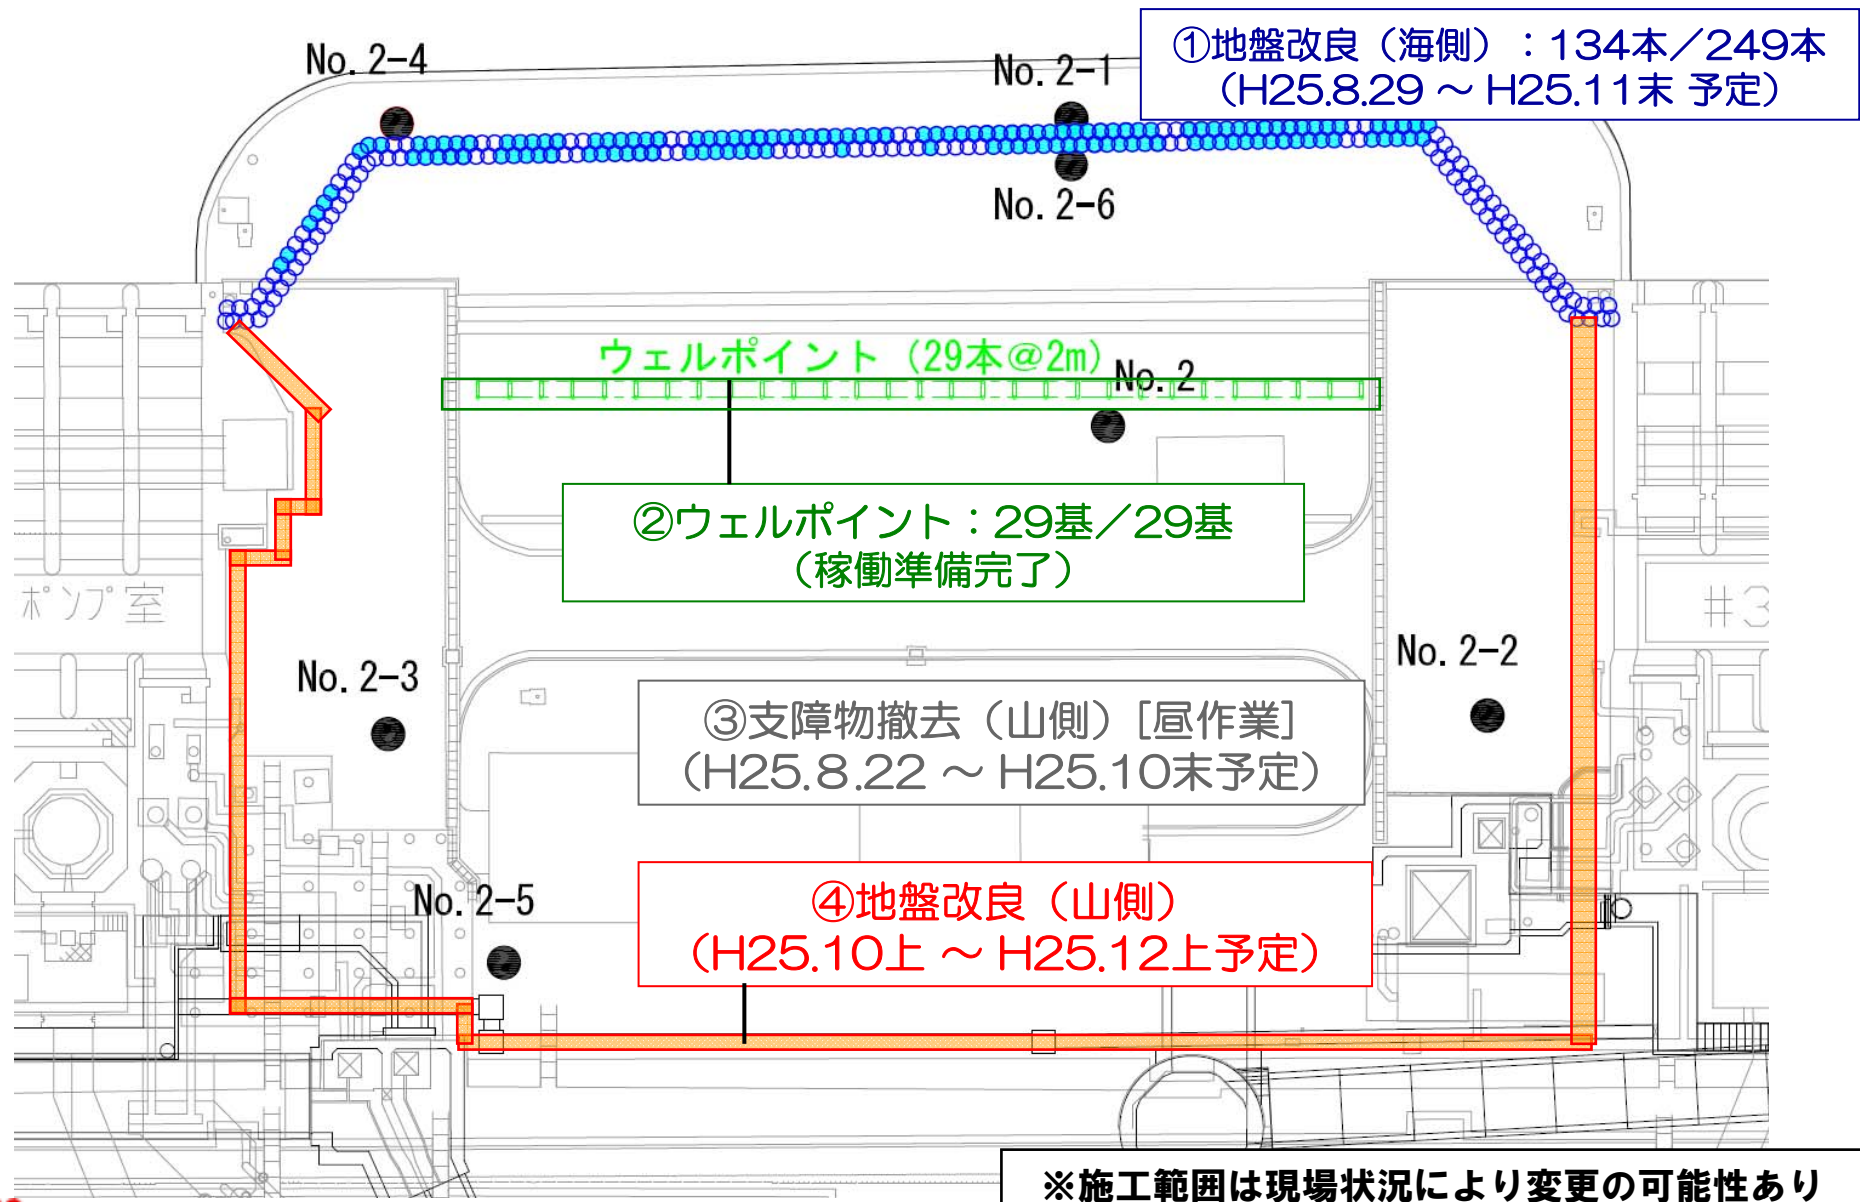 ①地盤改良（海側）：134本／249本
（H25.8.29 ～ H25.11末 予定）
No. 2-4
No. 2-1
No. 2-6
ウェルポイント（29本@2m）
No. 2
②ウェルポイント：29基／29基
（稼働準備完了）
ポンプ室
#3
No. 2-3
No. 2-2
③支障物撤去（山側）[昼作業]
（H25.8.22 ～ H25.10末予定）
No. 2-5
④地盤改良（山側）
（H25.10上 ～ H25.12上予定）
※施工範囲は現場状況により変更の可能性あり